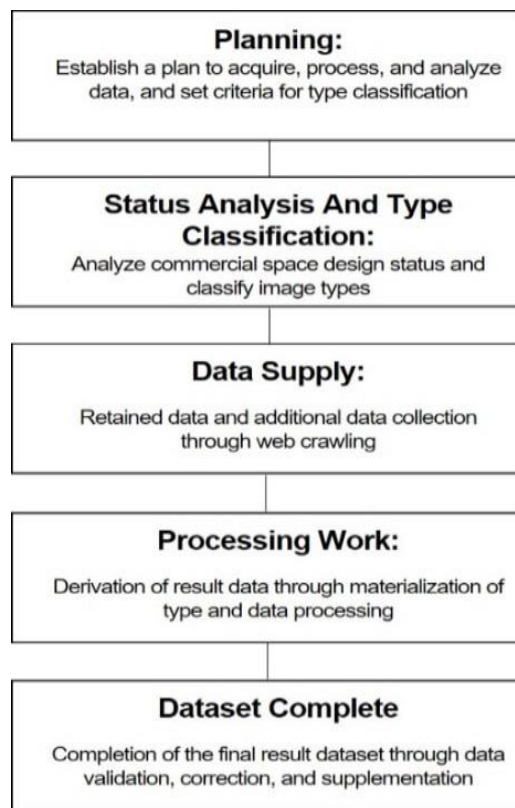 Planning:
Establish a plan to acquire, process, and analyze
data, and set criteria for type classification
Status Analysis And Type
Classification:
Analyze commercial space design status and
classify image types
Data Supply:
Retained data and additional data collection
through web crawling
Processing Work:
Derivation of result data through materialization of
type and data processing
Dataset Complete
Completion of the final result dataset through data
validation, correction, and supplementation